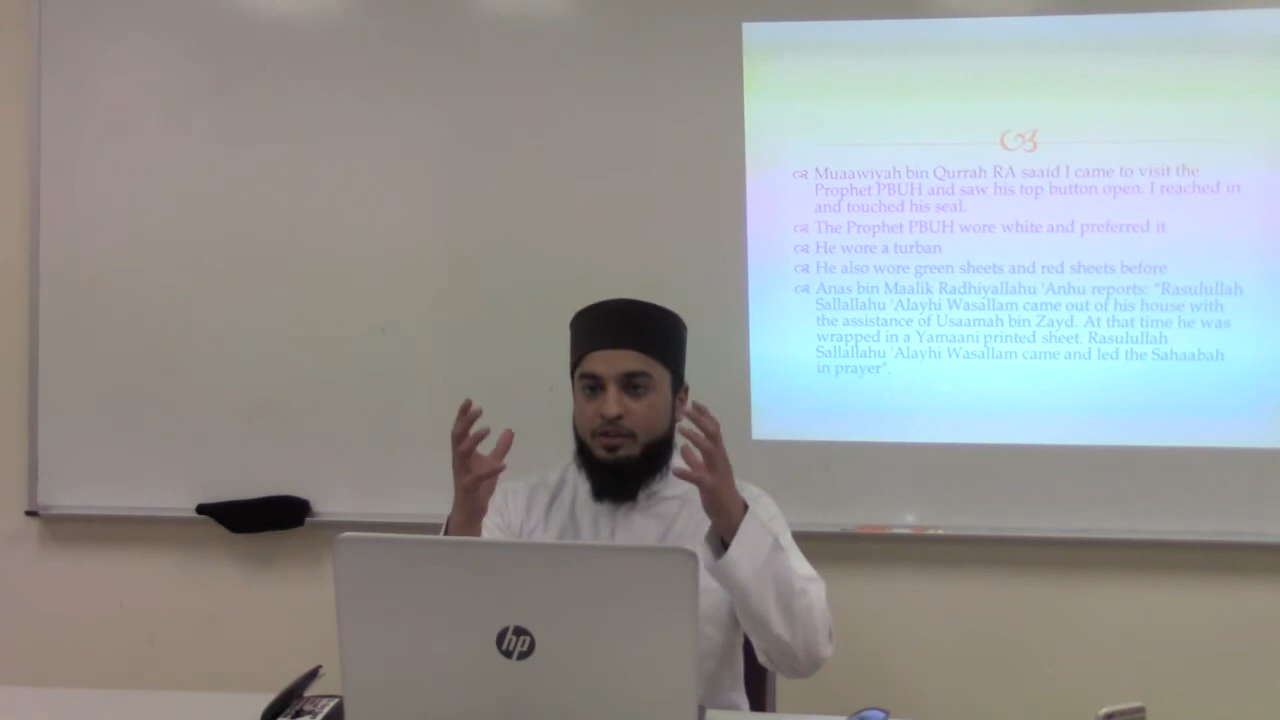 Muaawiyah bin Qurrah RA saaid I came to visit the
Prophet PBUH and saw his top button open. I reached in
and touched his seal.
The Prophet PBUH wore white and preferred it
He wore a turban
He also wore green sheets and red sheets before
Anas bin Maalik Radhiyallahu 'Anhu reports: "Rasulullah
Sallallahu 'Alayhi Wasallam came out of his house with
the assistance of Usaamah bin Zayd. At that time he was
wrapped in a Yamaani printed sheet. Rasulullah
Sallallahu 'Alayhi Wasallam came and led the Sahaabah
in prayer".
hp